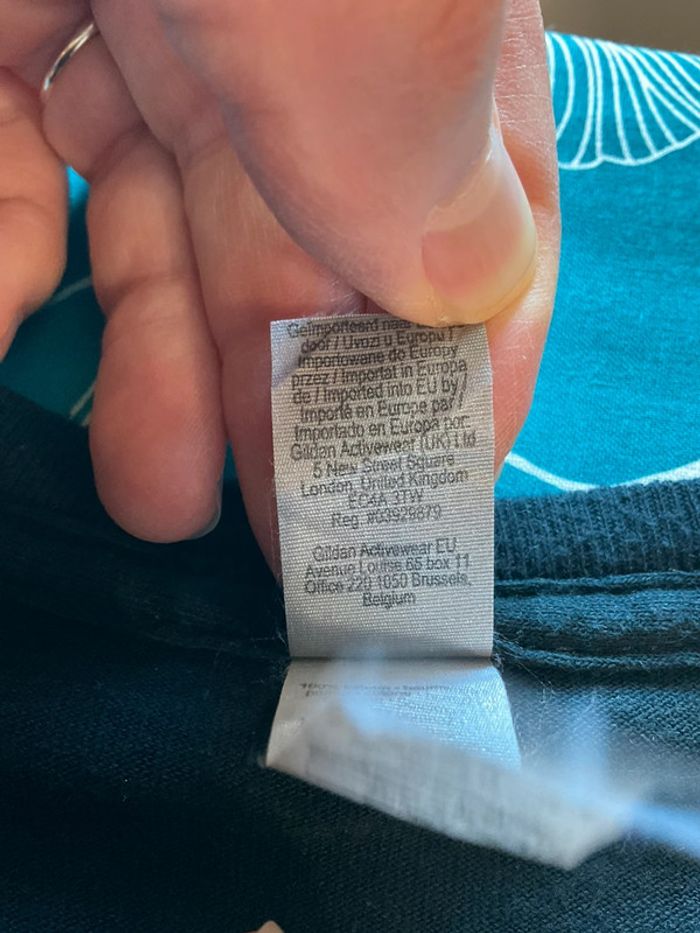 Geïmporteerd naar
door / Uvozi u Europu /
Importowane do Europy
przez / Importat in Europa
de / Imported into EU by /
Importé en Europe par /
Importado en Europa por:
Gildan Activewear (UK) Ltd
5 New Street Square
London, United Kingdom
EC4A 3TW
Reg. #03929879
Gildan Activewear EU
Avenue Louise 65 box 11
Office 220 1050 Brussels,
Belgium
100%